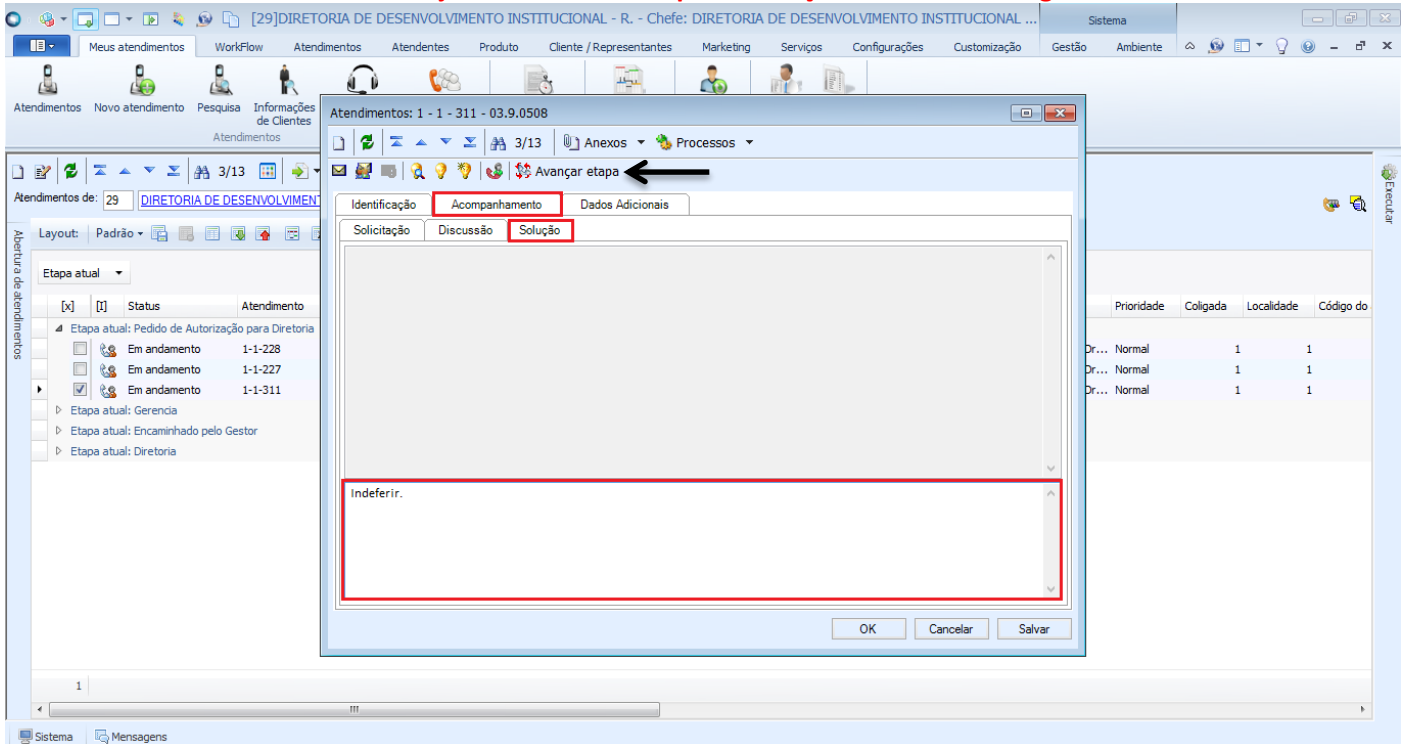 [29]DIRETORIA DE DESENVOLVIMENTO INSTITUCIONAL - R. - Chefe: DIRETORIA DE DESENVOLVIMENTO INSTITUCIONAL ... Sistema
Meus atendimentos WorkFlow Atendimentos Atendentes Produto Cliente / Representantes Marketing Serviços Configurações Customização Gestão Ambiente
Atendimentos Novo atendimento Pesquisa Informações
de Clientes
Atendimentos
Atendimentos: 1 - 1 - 311 - 03.9.0508
3/13 Anexos Processos
Avançar etapa
3/13
Atendimentos de: 29 DIRETORIA DE DESENVOLVIMENT
Identificação Acompanhamento Dados Adicionais
Solicitação Discussão Solução
Layout: Padrão
Abertura de atendimentos
Executar
Etapa atual
[x] [I] Status Atendimento Prioridade Coligada Localidade Código do
Etapa atual: Pedido de Autorização para Diretoria
Em andamento 1-1-228 Dr... Normal 1 1
Em andamento 1-1-227 Dr... Normal 1 1
Em andamento 1-1-311 Dr... Normal 1 1
Etapa atual: Gerencia
Etapa atual: Encaminhado pelo Gestor
Etapa atual: Diretoria
Indeferir.
OK Cancelar Salvar
1
Sistema Mensagens